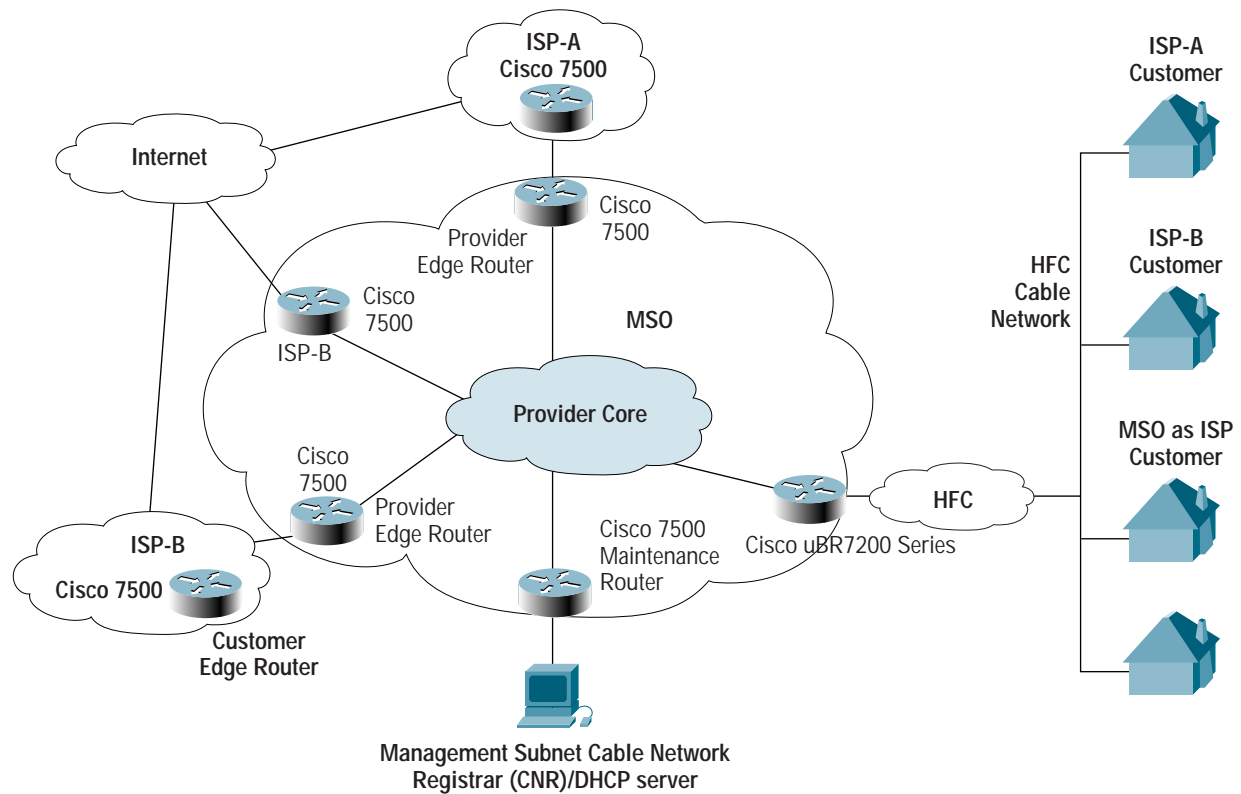 ISP-A
Cisco 7500
Internet
Cisco
7500
Provider
Edge Router
Cisco
7500
ISP-B
MSO
Provider Core
Cisco
7500
Provider
Edge Router
ISP-B
Cisco 7500
Customer
Edge Router
Cisco 7500
Maintenance
Router
Cisco uBR7200 Series
HFC
Management Subnet Cable Network
Registrar (CNR)/DHCP server
HFC
Cable
Network
ISP-A
Customer
ISP-B
Customer
MSO as ISP
Customer